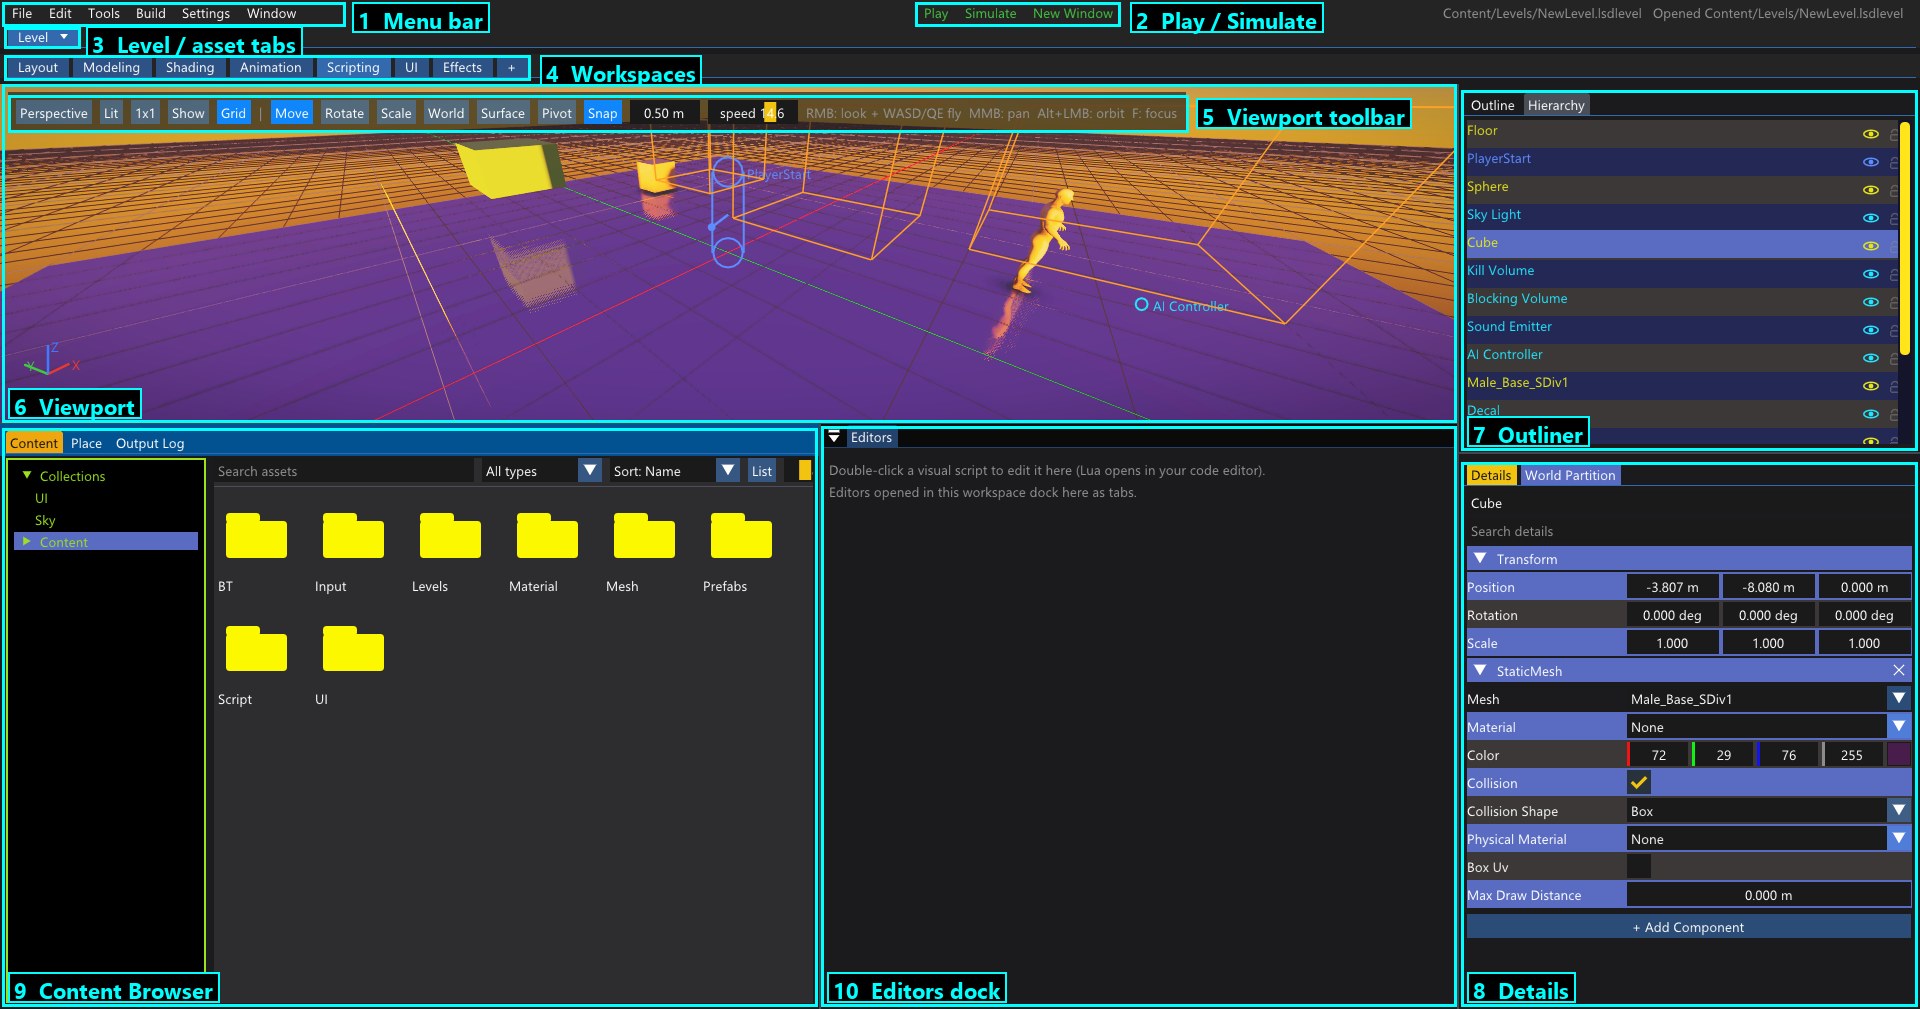 File Edit Tools Build Settings Window
1 Menu bar
Play Simulate New Window
2 Play / Simulate
Content/Levels/NewLevel.lsdlevel Opened Content/Levels/NewLevel.lsdlevel
Level
3 Level / asset tabs
Layout Modeling Shading Animation Scripting UI Effects +
4 Workspaces
Perspective Lit 1x1 Show Grid | Move Rotate Scale World Surface Pivot Snap 0.50 m speed 14.6 RMB: look + WASD/QE fly MMB: pan Alt+LMB: orbit F: focus
5 Viewport toolbar
PlayerStart
AI Controller
Z
Y X
6 Viewport
Outline Hierarchy
Floor
PlayerStart
Sphere
Sky Light
Cube
Kill Volume
Blocking Volume
Sound Emitter
AI Controller
Male_Base_SDiv1
Decal
7 Outliner
Content Place Output Log
Collections
UI
Sky
Content
Search assets All types Sort: Name List
BT Input Levels Material Mesh Prefabs
Script UI
9 Content Browser
Editors
Double-click a visual script to edit it here (Lua opens in your code editor).
Editors opened in this workspace dock here as tabs.
10 Editors dock
Details World Partition
Cube
Search details
Transform
Position -3.807 m -8.080 m 0.000 m
Rotation 0.000 deg 0.000 deg 0.000 deg
Scale 1.000 1.000 1.000
StaticMesh
Mesh Male_Base_SDiv1
Material None
Color 72 29 76 255
Collision
Collision Shape Box
Physical Material None
Box Uv
Max Draw Distance 0.000 m
+ Add Component
8 Details